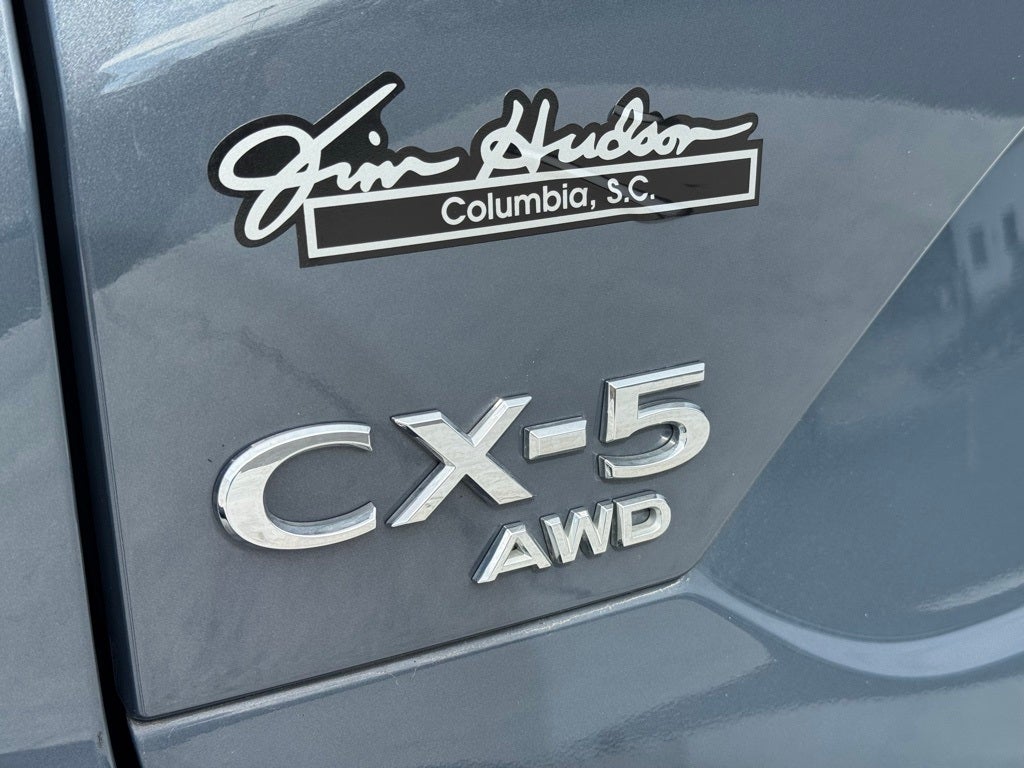 Jim Hudson
Columbia, S.C.
CX-5
AWD